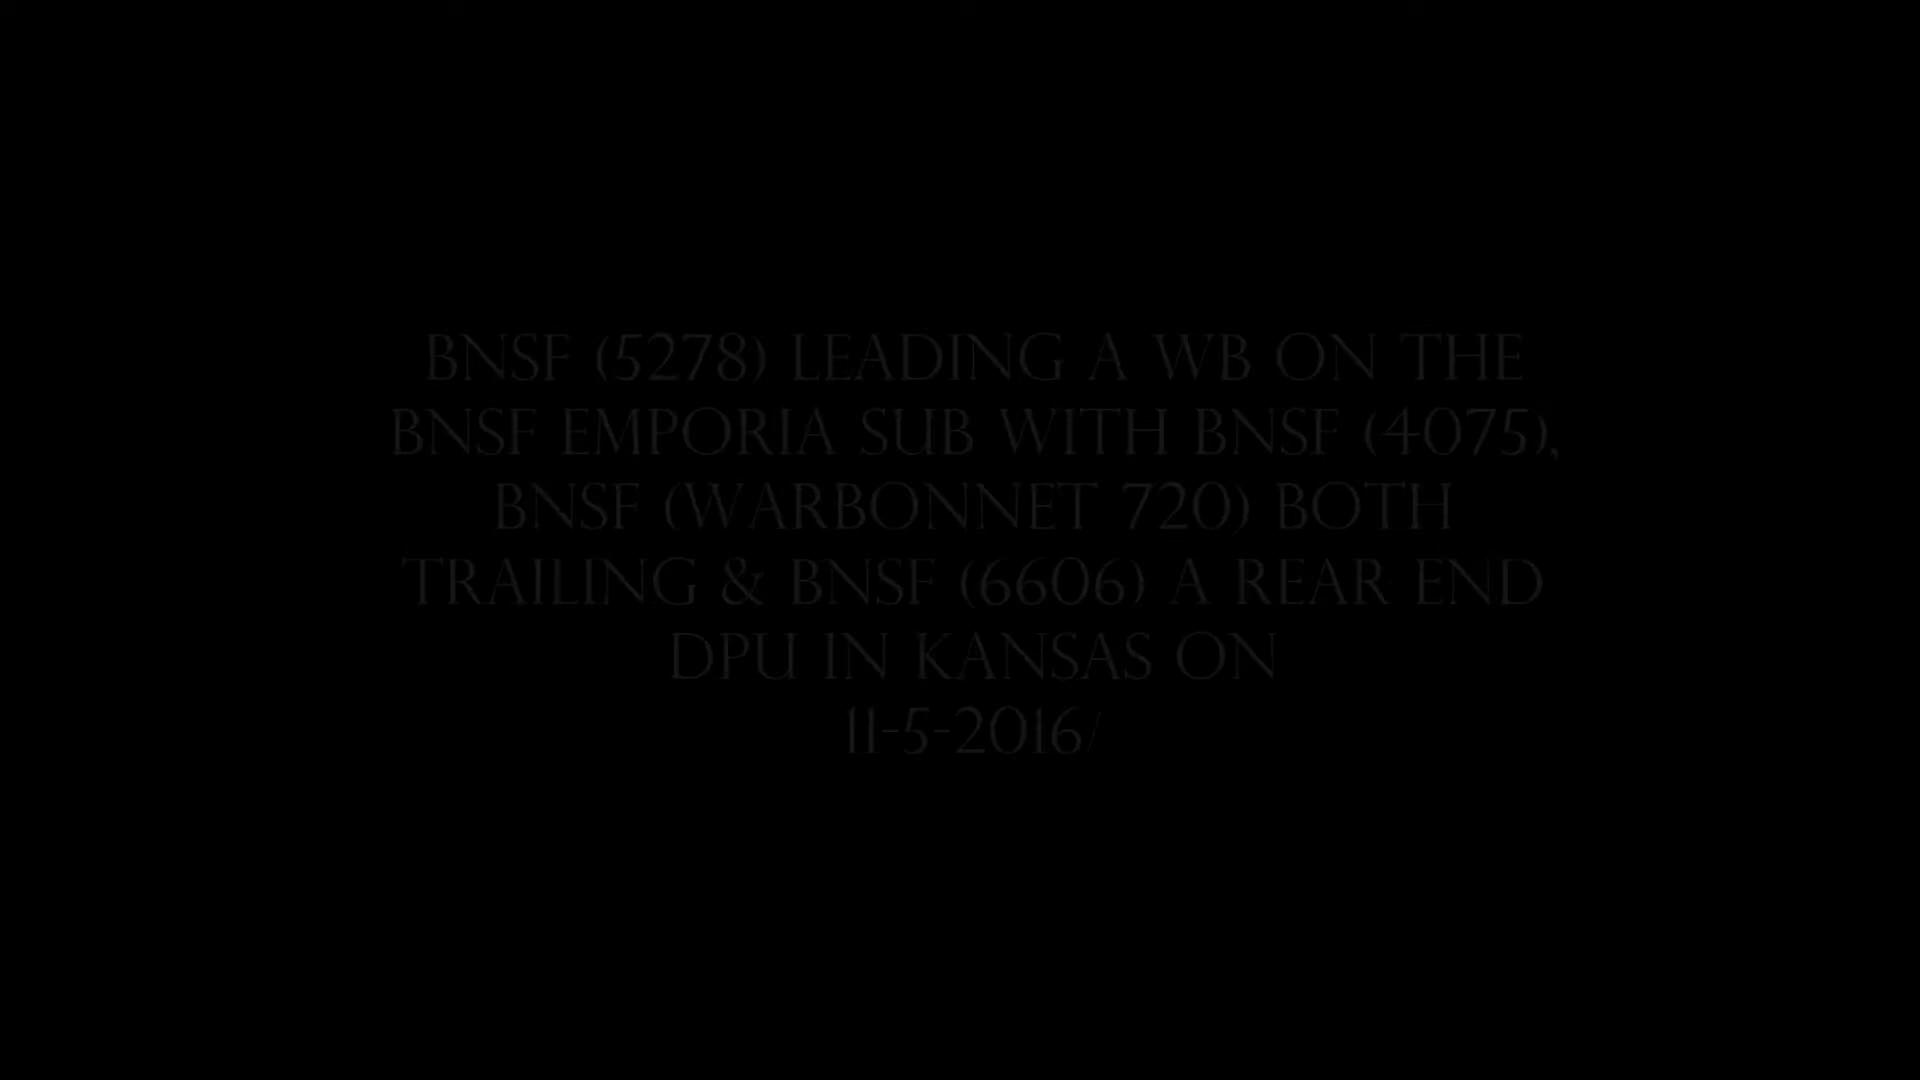 BNSF (5278) LEADING A WB ON THE
BNSF EMPORIA SUB WITH BNSF (4075),
BNSF (WARBONNET 720) BOTH
TRAILING & BNSF (6606) A REAR END
DPU IN KANSAS ON
11-5-2016/